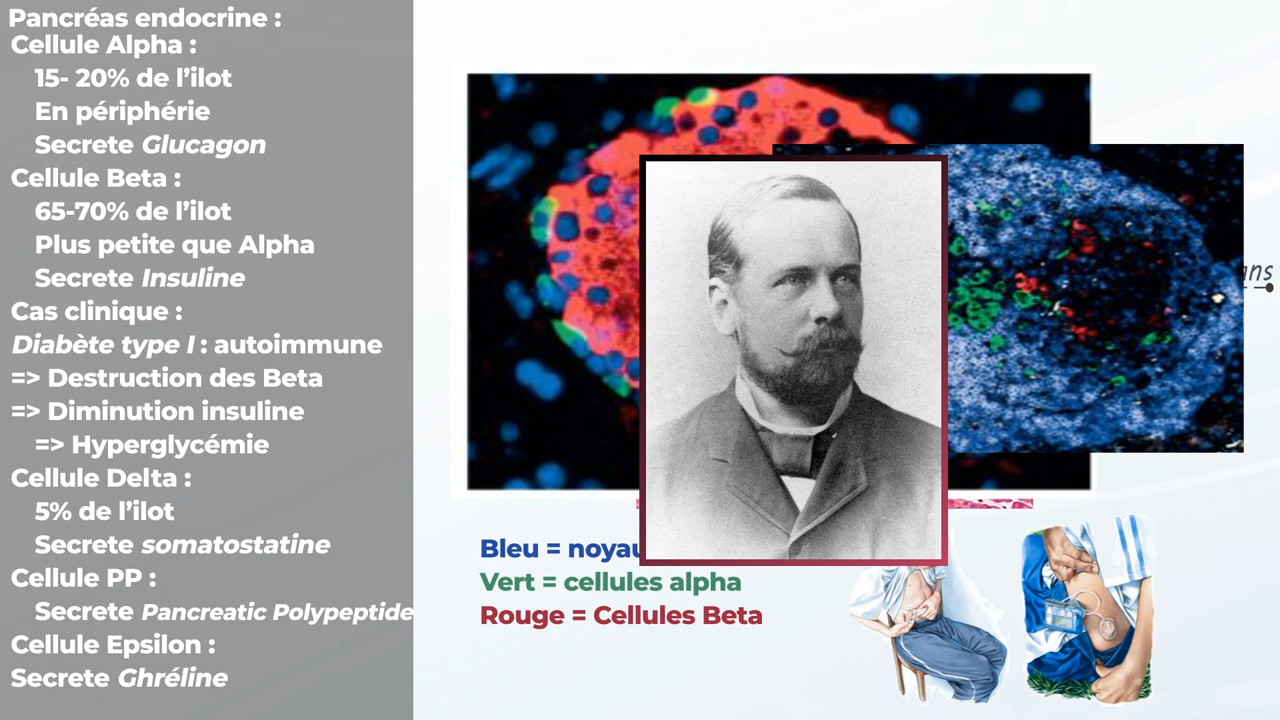 Pancréas endocrine :
Cellule Alpha :
15- 20% de l’ilot
En périphérie
Secrete Glucagon
Cellule Beta :
65-70% de l’ilot
Plus petite que Alpha
Secrete Insuline
Cas clinique :
Diabète type I : autoimmune
=> Destruction des Beta
=> Diminution insuline
=> Hyperglycémie
Cellule Delta :
5% de l’ilot
Secrete somatostatine
Cellule PP :
Secrete Pancreatic Polypeptide
Cellule Epsilon :
Secrete Ghréline
Bleu =
Vert = cellules alpha
Rouge = Cellules Beta